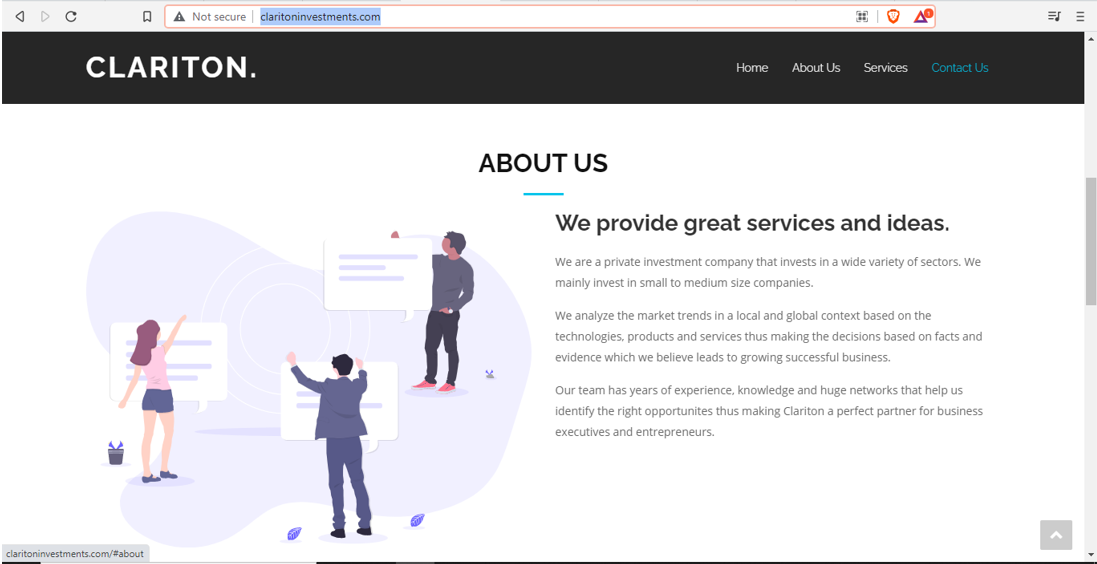 Not secure | claritoninvestments.com
1
CLARITON.
Home About Us Services Contact Us
ABOUT US
We provide great services and ideas.
We are a private investment company that invests in a wide variety of sectors. We
mainly invest in small to medium size companies.
We analyze the market trends in a local and global context based on the
technologies, products and services thus making the decisions based on facts and
evidence which we believe leads to growing successful business.
Our team has years of experience, knowledge and huge networks that help us
identify the right opportunites thus making Clariton a perfect partner for business
executives and entrepreneurs.
claritoninvestments.com/#about